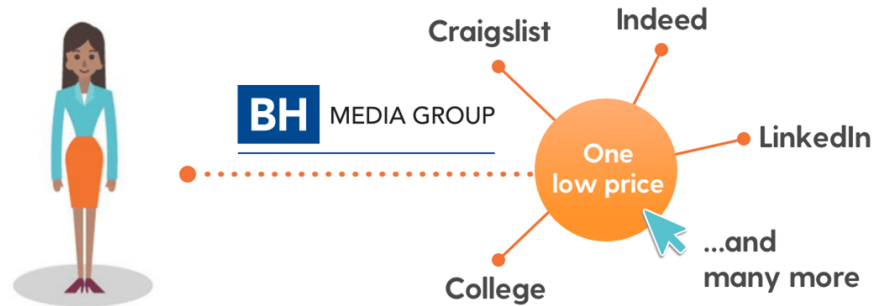 Craigslist
Indeed
BH MEDIA GROUP
LinkedIn
One
low price
...and
many more
College